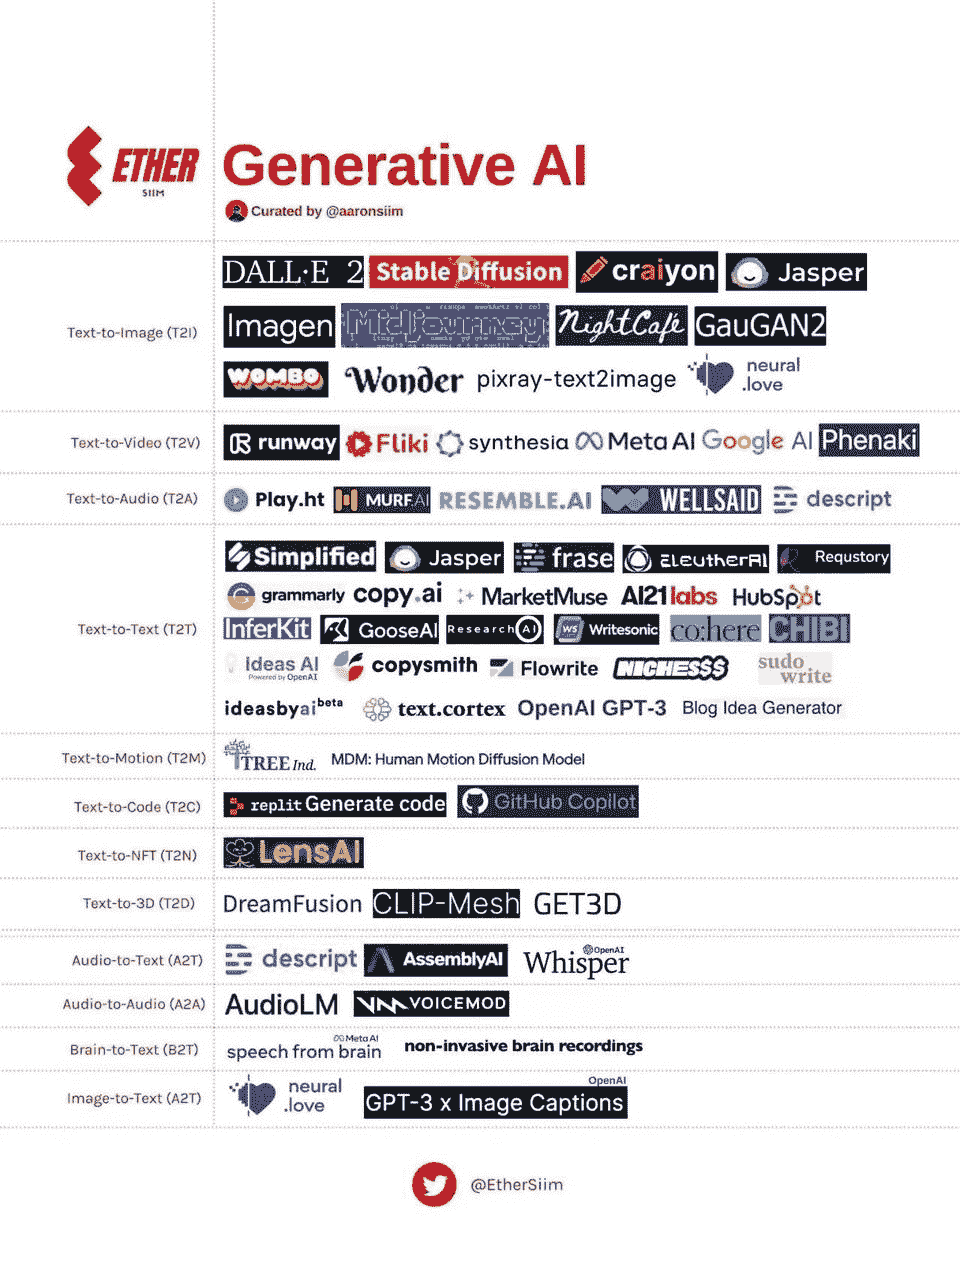 ETHER
SIIM
Generative AI
Curated by @aaronsiim
Text-to-Image (T2I)
DALL·E 2 Stable Diffusion craiyon Jasper
Imagen Midjourney NightCafé GauGAN2
WOMBO Wonder pixray-text2image neural .love
Text-to-Video (T2V)
runway Fliki synthesia Meta AI Google AI Phenaki
Text-to-Audio (T2A)
Play.ht MURF.AI RESEMBLE.AI WELLSAID descript
Text-to-Text (T2T)
Simplified Jasper frase EleutherAI Requstory
grammarly copy.ai MarketMuse AI21labs HubSpot
InferKit GooseAI Research AI WS Writesonic co:here CHIBI
ideas AI Powered by OpenAI copysmith Flowrite NICHESSS sudo write
ideasbyai beta text.cortex OpenAI GPT-3 Blog Idea Generator
Text-to-Motion (T2M)
TREE Ind. MDM: Human Motion Diffusion Model
Text-to-Code (T2C)
replit Generate code GitHub Copilot
Text-to-NFT (T2N)
LensAI
Text-to-3D (T2D)
DreamFusion CLIP-Mesh GET3D
Audio-to-Text (A2T)
descript AssemblyAI OpenAI Whisper
Audio-to-Audio (A2A)
AudioLM VOICEMOD
Brain-to-Text (B2T)
Meta AI speech from brain non-invasive brain recordings
Image-to-Text (A2T)
neural .love OpenAI GPT-3 x Image Captions
@EtherSiim